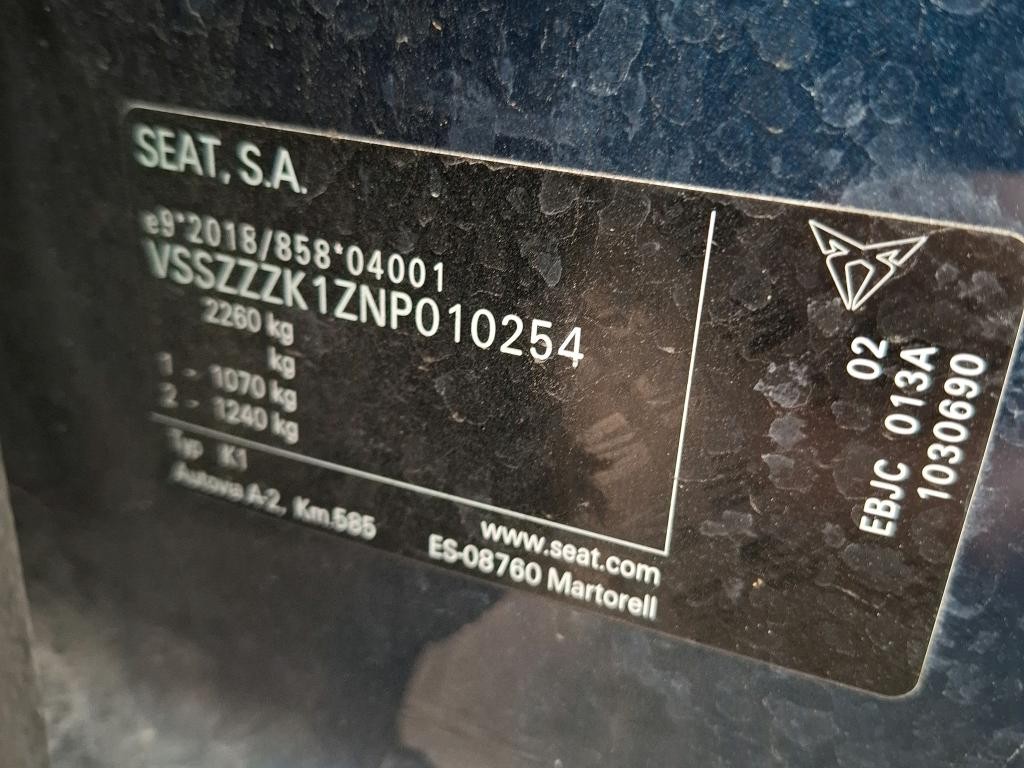 SEAT, S.A.
e9*2018/858*04001
VSSZZZK1ZNP010254
2260 kg
kg
1 - 1070 kg
2 - 1240 kg
Typ K1
www.seat.com
Autovia A-2, Km.585 ES-08760 Martorell
02
EBJC 013A
1030690